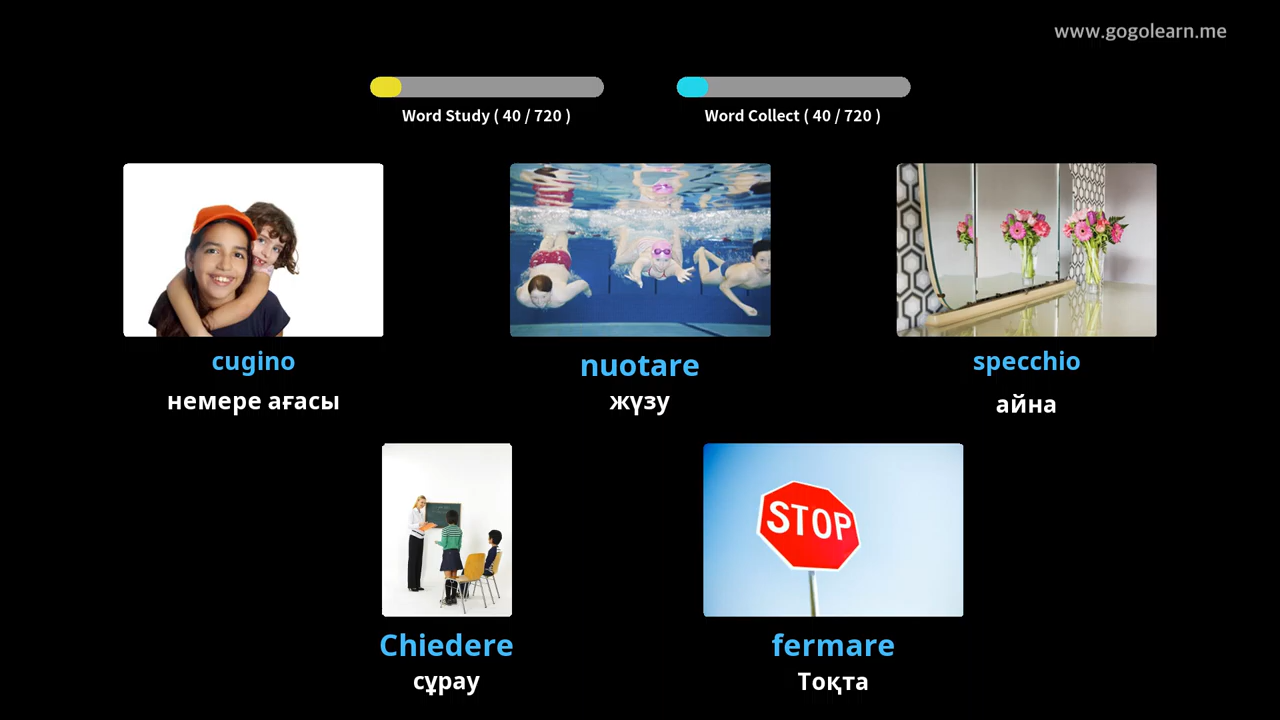 www.gogolearn.me
Word Study ( 40 / 720 )
Word Collect ( 40 / 720 )
cugino
немере ағасы
nuotare
жүзу
specchio
айна
STOP
Chiedere
сұрау
fermare
Тоқта